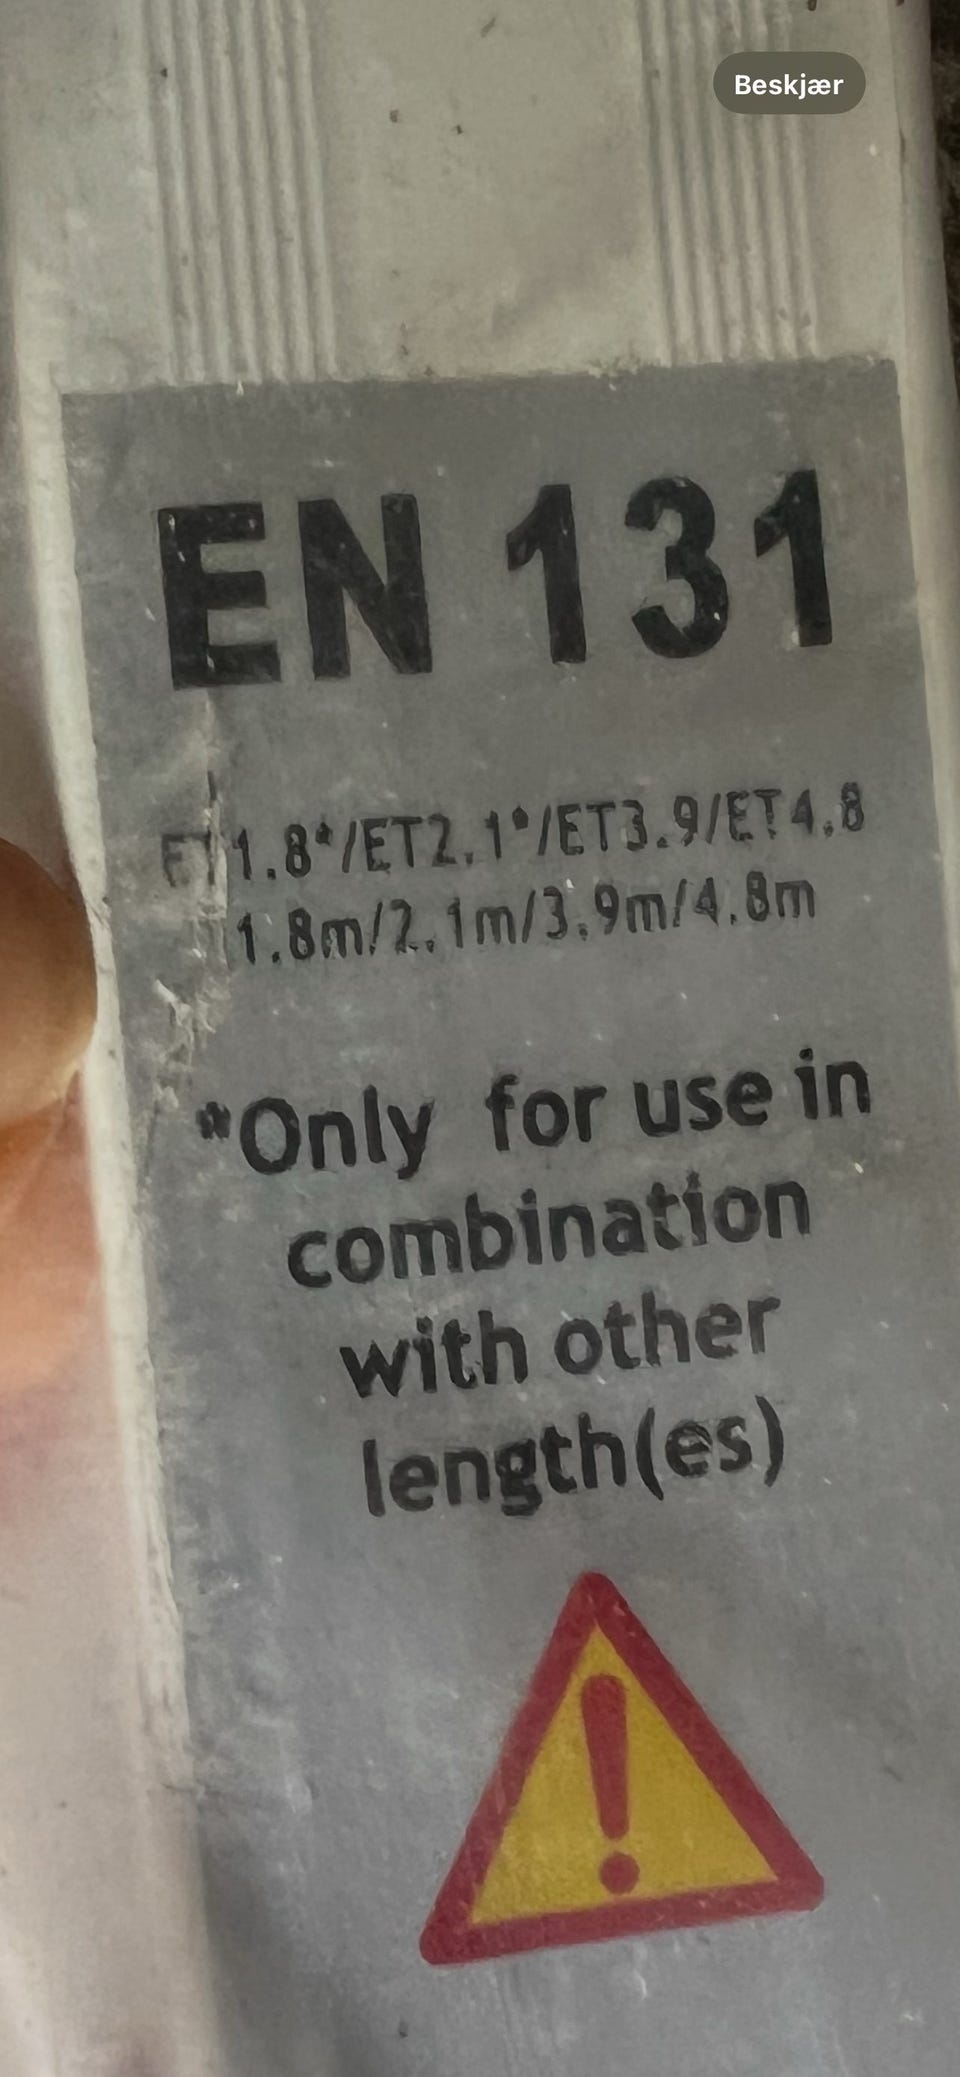 Beskjær
EN 131
ET1.8*/ET2.1*/ET3.9/ET4.8
1.8m/2.1m/3.9m/4.8m
*Only for use in
combination
with other
length(es)